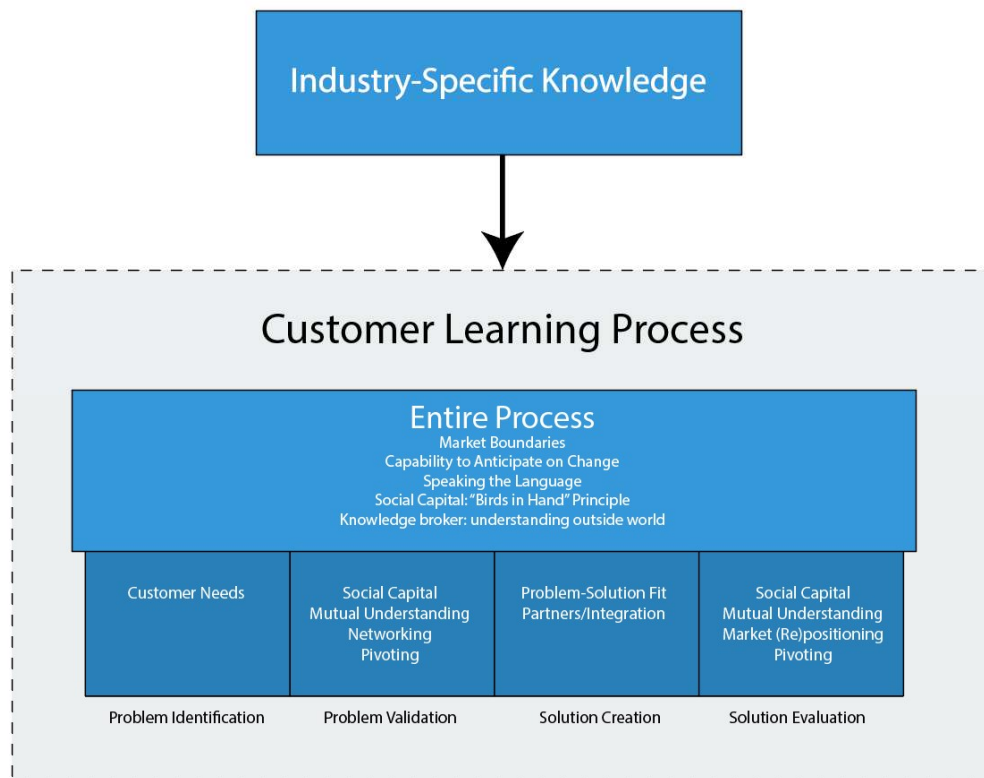 Industry-Specific Knowledge
Customer Learning Process
Entire Process
Market Boundaries
Capability to Anticipate on Change
Speaking the Language
Social Capital: "Birds in Hand" Principle
Knowledge broker: understanding outside world
Customer Needs
Social Capital
Mutual Understanding
Networking
Pivoting
Problem-Solution Fit
Partners/Integration
Social Capital
Mutual Understanding
Market (Re)positioning
Pivoting
Problem Identification
Problem Validation
Solution Creation
Solution Evaluation